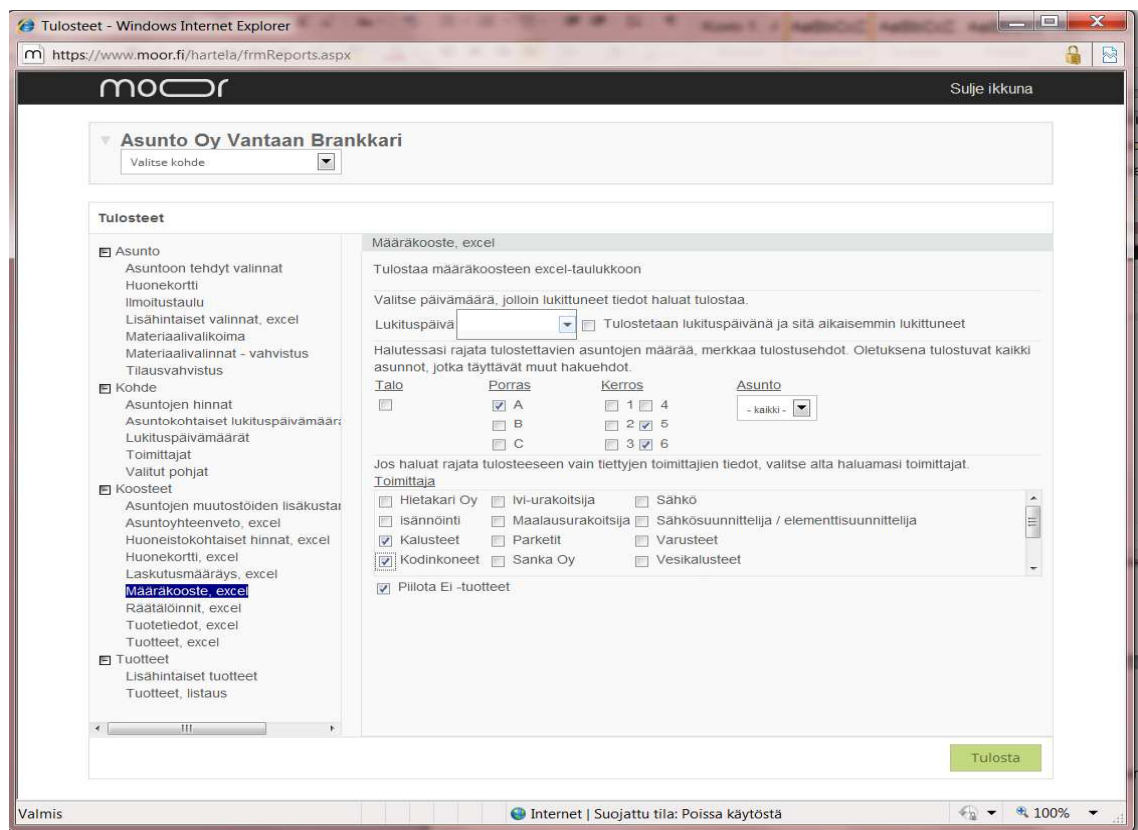 Tulosteet - Windows Internet Explorer
https://www.moor.fi/hartela/frmReports.aspx
moor
Sulje ikkuna
Asunto Oy Vantaan Brankkari
Valitse kohde
Tulosteet
Asunto
Asuntoon tehdyt valinnat
Huonekortti
Ilmoitustaulu
Lisähintaiset valinnat, excel
Materiaalivalikoima
Materiaalivalinnat - vahvistus
Tilausvahvistus
Kohde
Asuntojen hinnat
Asuntokohtaiset lukituspäivämäärä
Lukituspäivämäärät
Toimittajat
Valitut pohjat
Koosteet
Asuntojen muutostöiden lisäkustan
Asuntoyhteenveto, excel
Huoneistokohtaiset hinnat, excel
Huonekortti, excel
Laskutusmääräys, excel
Määräkooste, excel
Räätälöinnit, excel
Tuotetiedot, excel
Tuotteet, excel
Tuotteet
Lisähintaiset tuotteet
Tuotteet, listaus
Määräkooste, excel
Tulostaa määräkoosteen excel-taulukkoon
Valitse päivämäärä, jolloin lukittuneet tiedot haluat tulostaa.
Lukituspäivä Tulostetaan lukituspäivänä ja sitä aikaisemmin lukittuneet
Halutessasi rajata tulostettavien asuntojen määrää, merkkaa tulostusehdot. Oletuksena tulostuvat kaikki
asunnot, jotka täyttävät muut hakuehdot.
Talo Porras Kerros Asunto
A 1 4 - kaikki -
B 2 5
C 3 6
Jos haluat rajata tulosteeseen vain tiettyjen toimittajien tiedot, valitse alta haluamasi toimittajat.
Toimittaja
Hietakari Oy Ivi-urakoitsija Sähkö
isännöinti Maalausurakoitsija Sähkösuunnittelija / elementtisuunnittelija
Kalusteet Parketit Varusteet
Kodinkoneet Sanka Oy Vesikalusteet
Piilota Ei -tuotteet
Tulosta
Valmis
Internet | Suojattu tila: Poissa käytöstä
100%